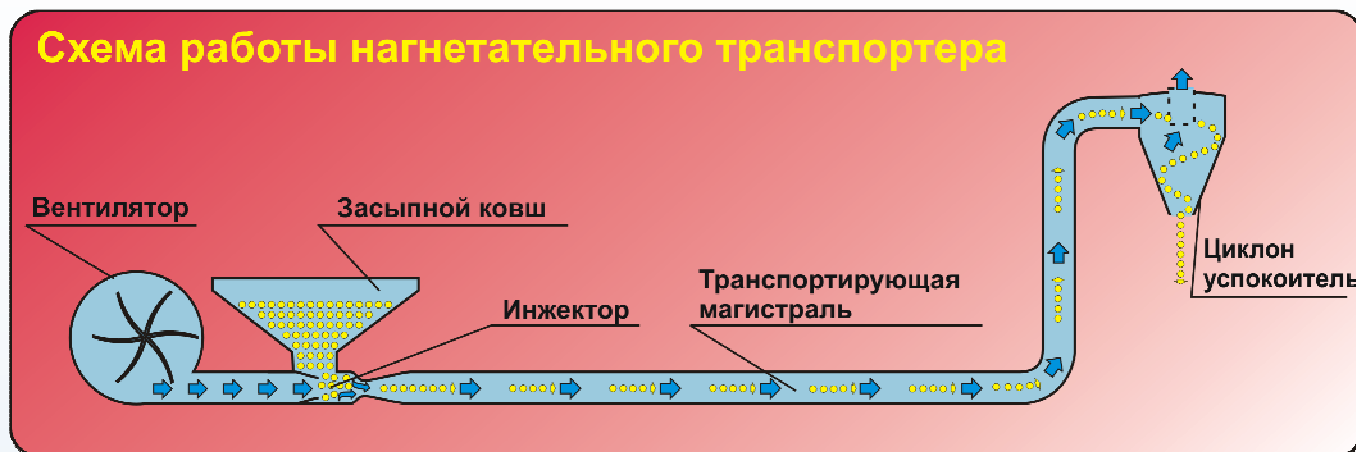 Схема работы нагнетательного транспортера
Вентилятор
Засыпной ковш
Инжектор
Транспортирующая
магистраль
Циклон
успокоитель